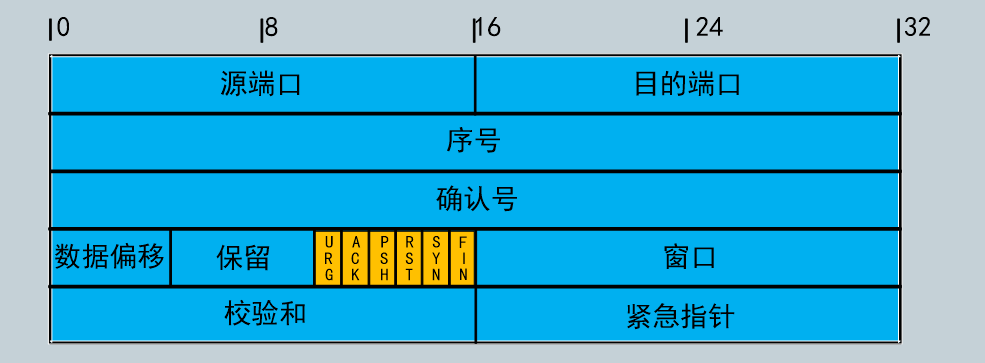 |0 |8 |16 |24 |32
源端口 目的端口
序号
确认号
数据偏移 保留 URG ACK PSH RST SYN FIN 窗口
校验和 紧急指针